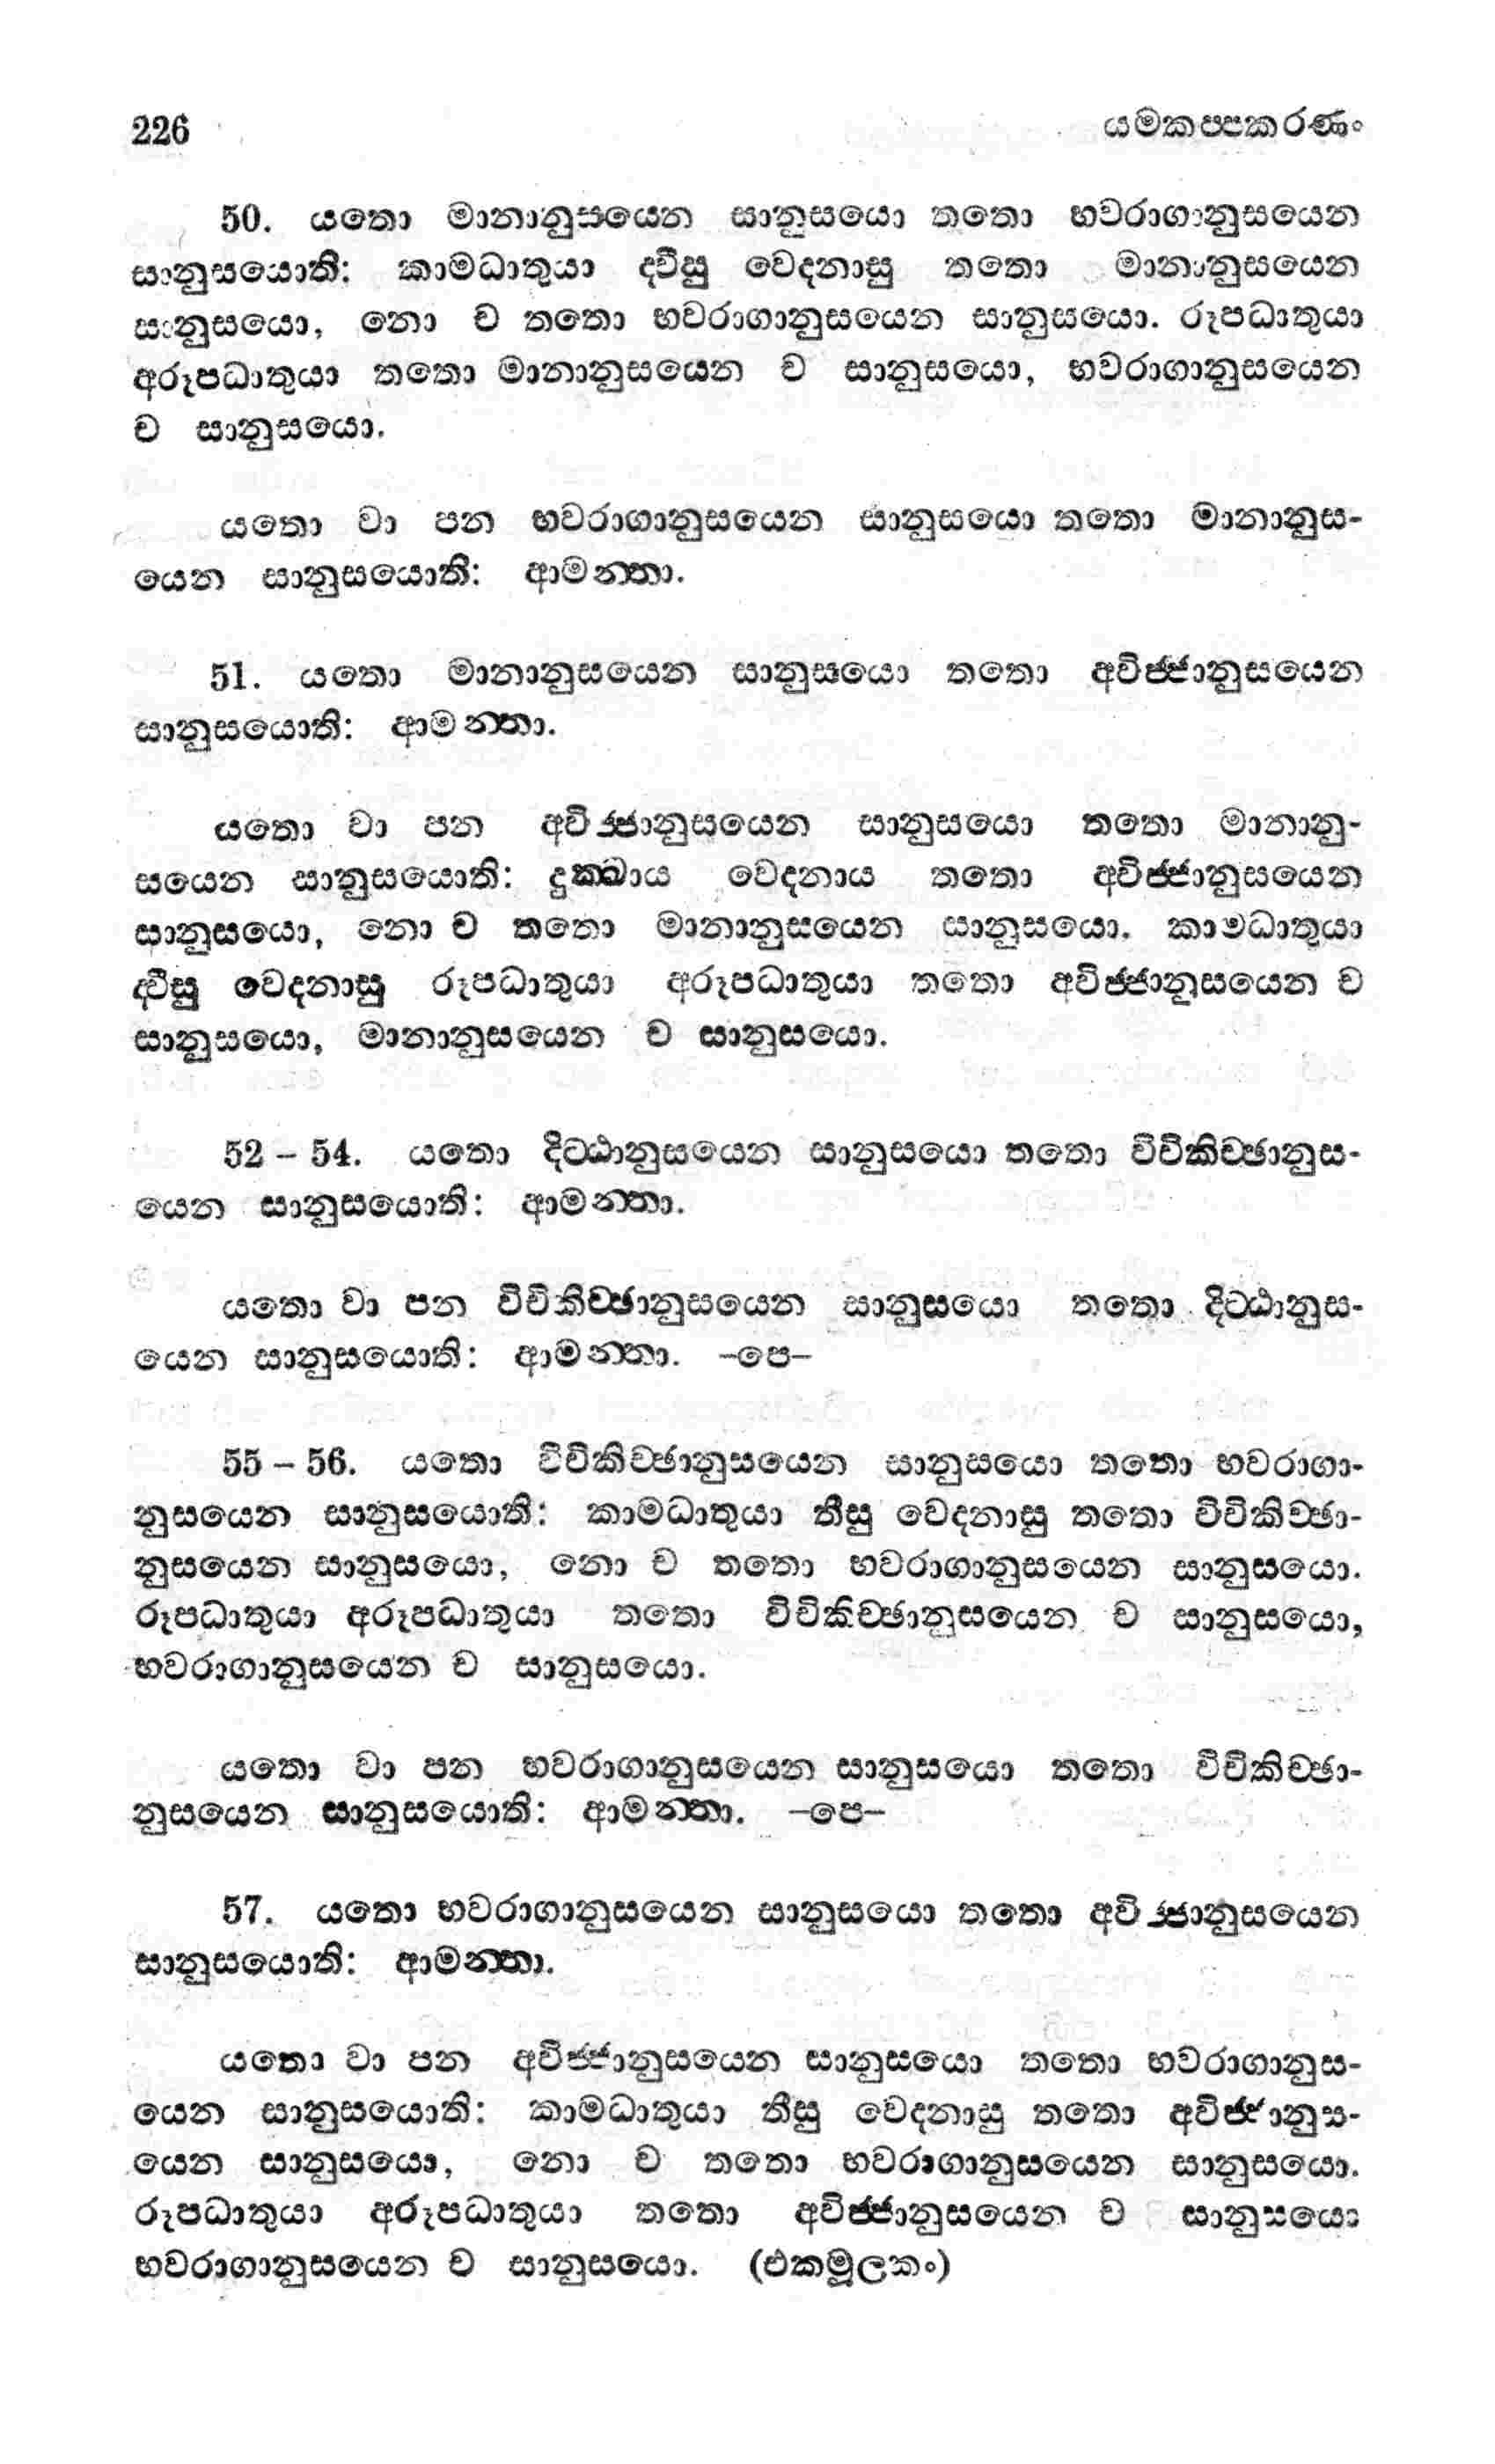 226 යමකප්පකරණං
50. යතො මානානුසයෙන සානුසයො තතො භවරාගානුසයෙන
සානුසයොති: කාමධාතුයා ද්වීසු වෙදනාසු තතො මානානුසයෙන
සානුසයො, නො ච තතො භවරාගානුසයෙන සානුසයො. රූපධාතුයා
අරූපධාතුයා තතො මානානුසයෙන ච සානුසයො, භවරාගානුසයෙන
ච සානුසයො.
යතො වා පන භවරාගානුසයෙන සානුසයො තතො මානානුස-
යෙන සානුසයොති: ආමන්තා.
51. යතො මානානුසයෙන සානුසයො තතො අවිජ්ජානුසයෙන
සානුසයොති: ආමන්තා.
යතො වා පන අවිජ්ජානුසයෙන සානුසයො තතො මානානු-
සයෙන සානුසයොති: දුක්ඛාය වෙදනාය තතො අවිජ්ජානුසයෙන
සානුසයො, නො ච තතො මානානුසයෙන සානුසයො. කාමධාතුයා
ද්වීසු වෙදනාසු රූපධාතුයා අරූපධාතුයා තතො අවිජ්ජානුසයෙන ච
සානුසයො, මානානුසයෙන ච සානුසයො.
52 – 54. යතො දිට්ඨානුසයෙන සානුසයො තතො විචිකිච්ඡානුස-
යෙන සානුසයොති: ආමන්තා.
යතො වා පන විචිකිච්ඡානුසයෙන සානුසයො තතො දිට්ඨානුස-
යෙන සානුසයොති: ආමන්තා. –පෙ–
55 – 56. යතො විචිකිච්ඡානුසයෙන සානුසයො තතො භවරාගා-
නුසයෙන සානුසයොති: කාමධාතුයා තීසු වෙදනාසු තතො විචිකිච්ඡා-
නුසයෙන සානුසයො, නො ච තතො භවරාගානුසයෙන සානුසයො.
රූපධාතුයා අරූපධාතුයා තතො විචිකිච්ඡානුසයෙන ච සානුසයො,
භවරාගානුසයෙන ච සානුසයො.
යතො වා පන භවරාගානුසයෙන සානුසයො තතො විචිකිච්ඡා-
නුසයෙන සානුසයොති: ආමන්තා. –පෙ–
57. යතො භවරාගානුසයෙන සානුසයො තතො අවිජ්ජානුසයෙන
සානුසයොති: ආමන්තා.
යතො වා පන අවිජ්ජානුසයෙන සානුසයො තතො භවරාගානුස-
යෙන සානුසයොති: කාමධාතුයා තීසු වෙදනාසු තතො අවිජ්ජානුස-
යෙන සානුසයො, නො ච තතො භවරාගානුසයෙන සානුසයො.
රූපධාතුයා අරූපධාතුයා තතො අවිජ්ජානුසයෙන ච සානුසයො
භවරාගානුසයෙන ච සානුසයො. (එකමූලකං)